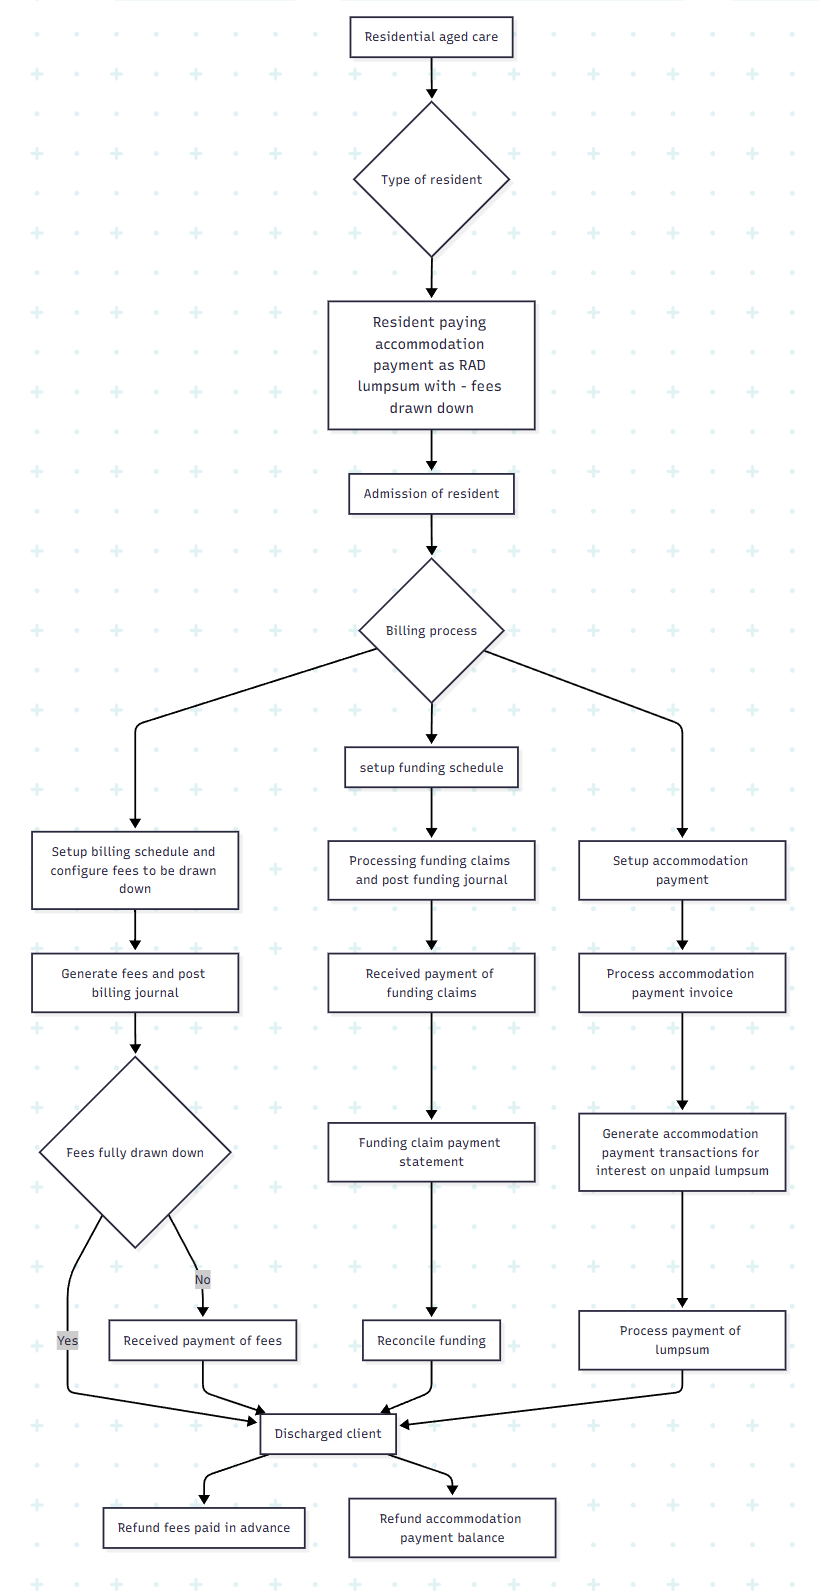 Residential aged care
Type of resident
Resident paying
accommodation
payment as RAD
lumpsum with - fees
drawn down
Admission of resident
Billing process
setup funding schedule
Setup billing schedule and
configure fees to be drawn
down
Processing funding claims
and post funding journal
Setup accommodation
payment
Generate fees and post
billing journal
Received payment of
funding claims
Process accommodation
payment invoice
Fees fully drawn down
Funding claim payment
statement
Generate accommodation
payment transactions for
interest on unpaid lumpsum
No
Yes
Received payment of fees
Reconcile funding
Process payment of
lumpsum
Discharged client
Refund fees paid in advance
Refund accommodation
payment balance